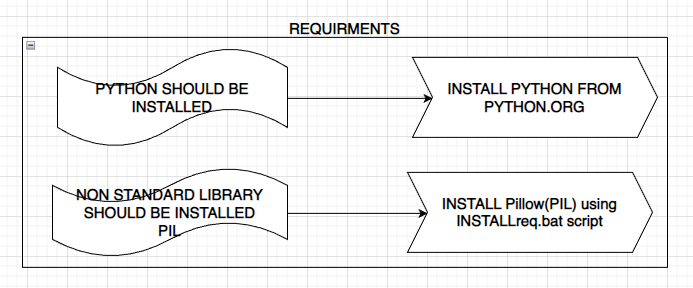 REQUIRMENTS
PYTHON SHOULD BE
INSTALLED
INSTALL PYTHON FROM
PYTHON.ORG
NON STANDARD LIBRARY
SHOULD BE INSTALLED
PIL
INSTALL Pillow(PIL) using
INSTALLreq.bat script